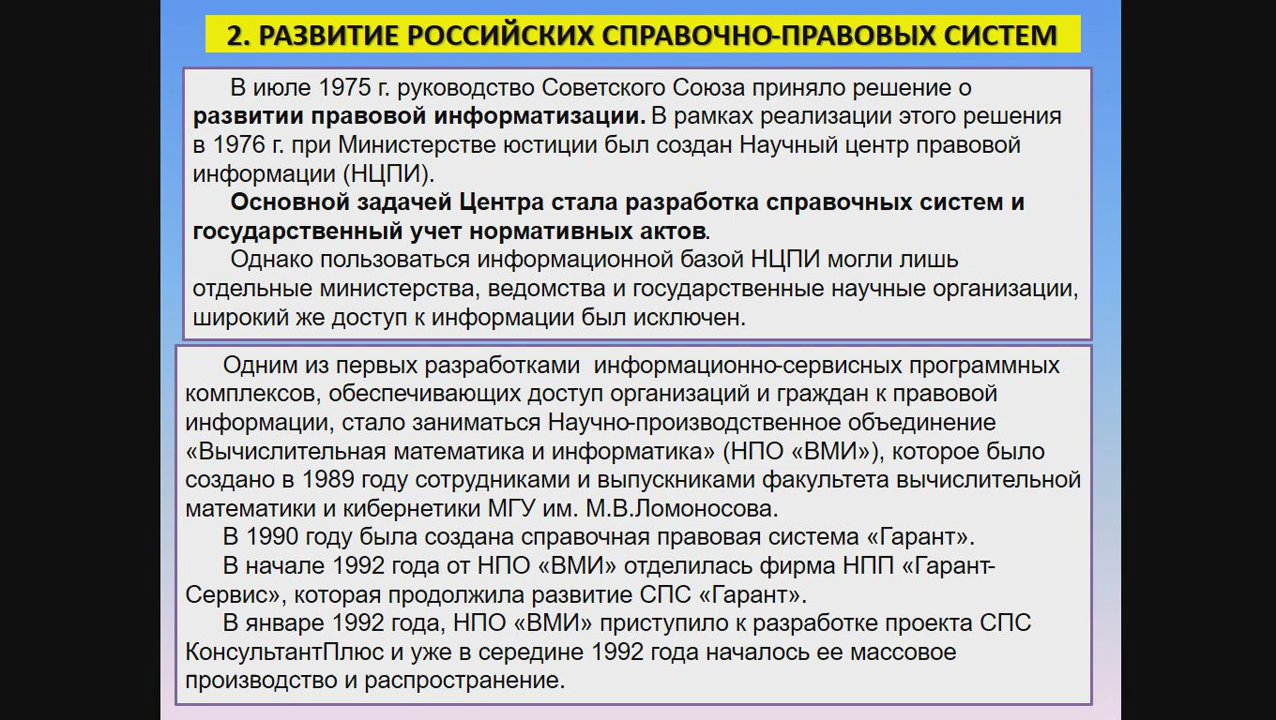 2. РАЗВИТИЕ РОССИЙСКИХ СПРАВОЧНО-ПРАВОВЫХ СИСТЕМ
В июле 1975 г. руководство Советского Союза приняло решение о
развитии правовой информатизации. В рамках реализации этого решения
в 1976 г. при Министерстве юстиции был создан Научный центр правовой
информации (НЦПИ).
Основной задачей Центра стала разработка справочных систем и
государственный учет нормативных актов.
Однако пользоваться информационной базой НЦПИ могли лишь
отдельные министерства, ведомства и государственные научные организации,
широкий же доступ к информации был исключен.
Одним из первых разработками информационно-сервисных программных
комплексов, обеспечивающих доступ организаций и граждан к правовой
информации, стало заниматься Научно-производственное объединение
«Вычислительная математика и информатика» (НПО «ВМИ»), которое было
создано в 1989 году сотрудниками и выпускниками факультета вычислительной
математики и кибернетики МГУ им. М.В.Ломоносова.
В 1990 году была создана справочная правовая система «Гарант».
В начале 1992 года от НПО «ВМИ» отделилась фирма НПП «Гарант-
Сервис», которая продолжила развитие СПС «Гарант».
В январе 1992 года, НПО «ВМИ» приступило к разработке проекта СПС
КонсультантПлюс и уже в середине 1992 года началось ее массовое
производство и распространение.